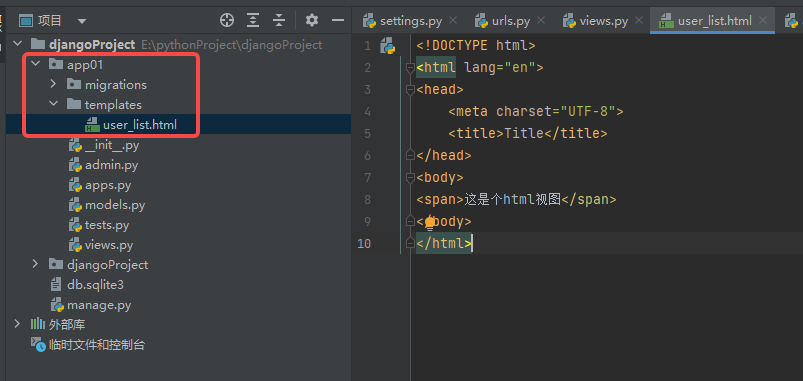 项目
djangoProject E:\pythonProject\djangoProject
app01
migrations
templates
user_list.html
__init__.py
admin.py
apps.py
models.py
tests.py
views.py
djangoProject
db.sqlite3
manage.py
外部库
临时文件和控制台
settings.py urls.py views.py user_list.html
1 <!DOCTYPE html>
2 <html lang="en">
3 <head>
4 <meta charset="UTF-8">
5 <title>Title</title>
6 </head>
7 <body>
8 <span>这是个html视图</span>
9 < body>
10 </html>